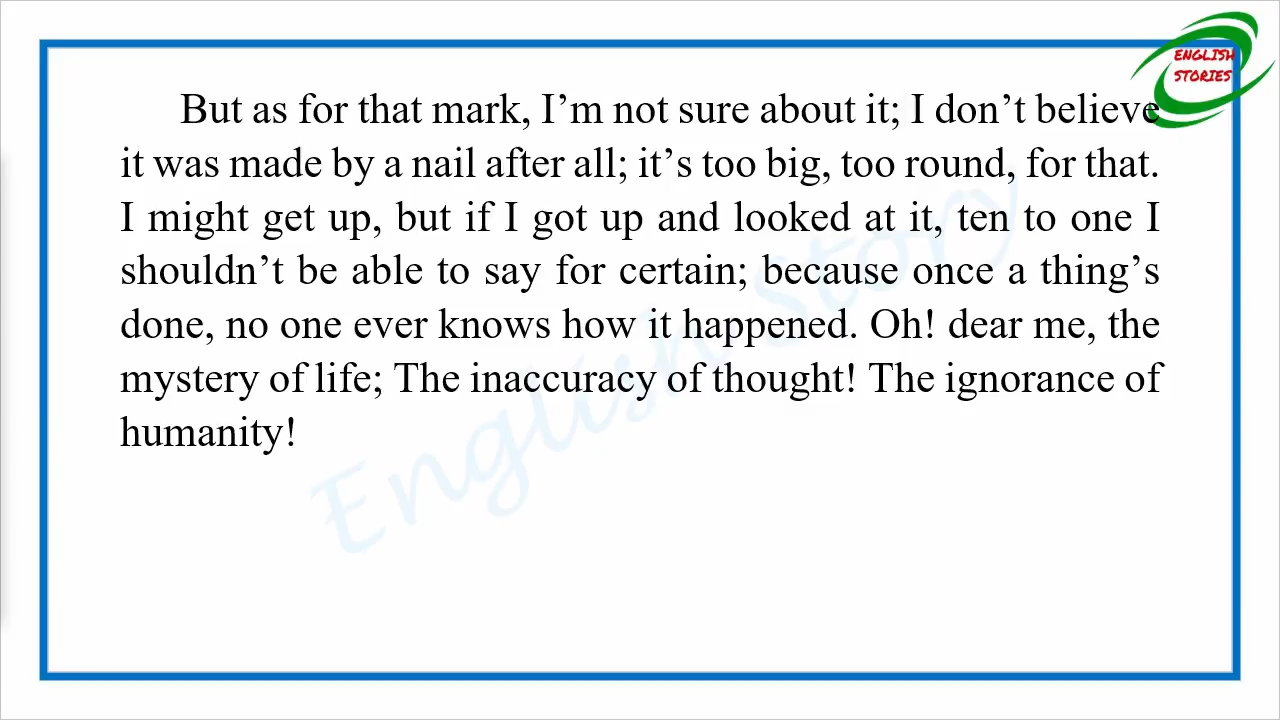 ENGLISH
STORIES
But as for that mark, I’m not sure about it; I don’t believe
it was made by a nail after all; it’s too big, too round, for that.
I might get up, but if I got up and looked at it, ten to one I
shouldn’t be able to say for certain; because once a thing’s
done, no one ever knows how it happened. Oh! dear me, the
mystery of life; The inaccuracy of thought! The ignorance of
humanity!
English Story